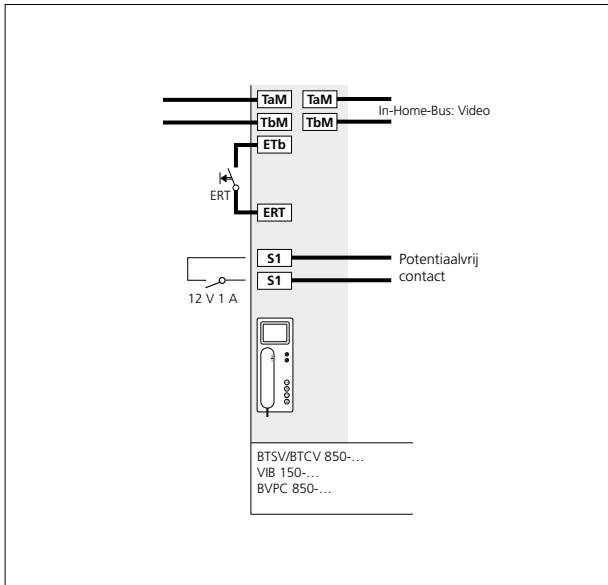 TaM TaM
In-Home-Bus: Video
TbM TbM
ETb
ERT
ERT
S1
Potentiaalvrij
contact
S1
12 V 1 A
BTSV/BTCV 850-…
VIB 150-…
BVPC 850-…